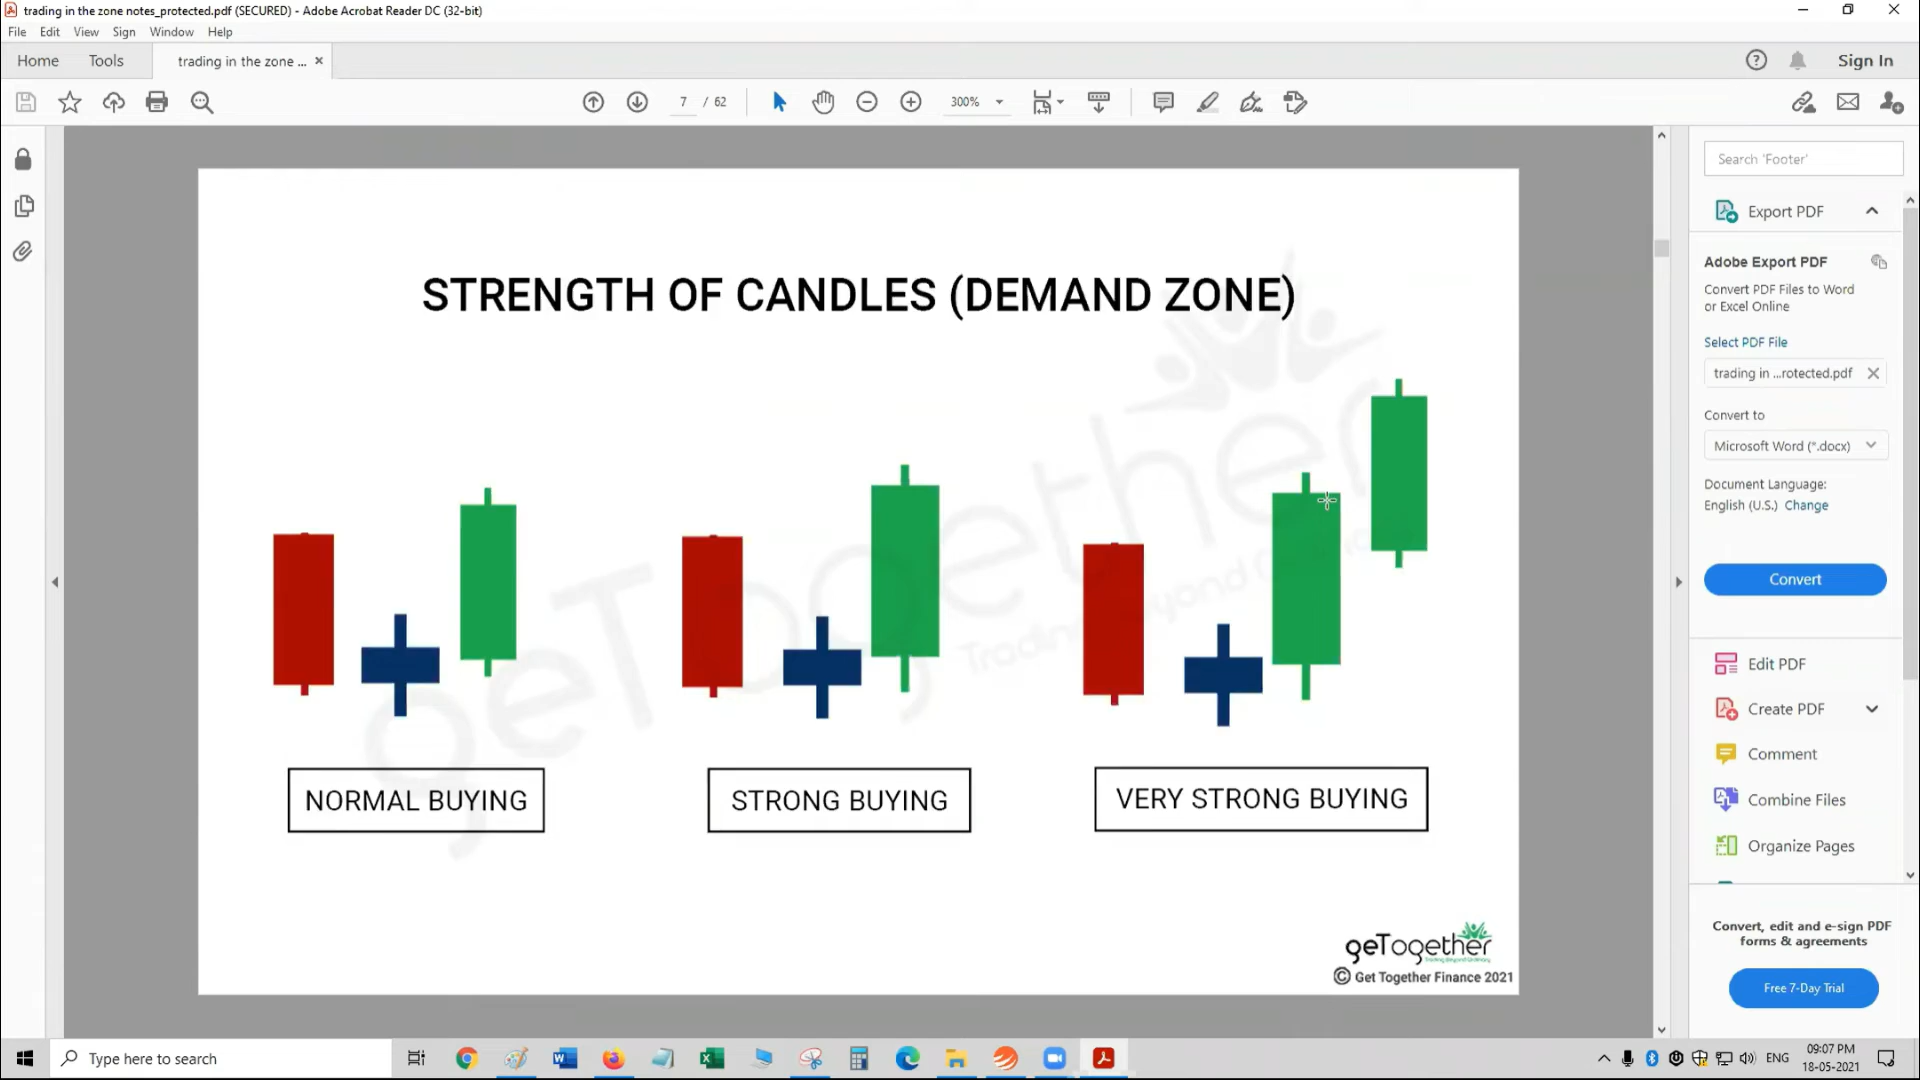 trading in the zone notes_protected.pdf (SECURED) - Adobe Acrobat Reader DC (32-bit)
File Edit View Sign Window Help
Home Tools trading in the zone ... Sign In
7 / 62 300%
Search 'Footer'
Export PDF
Adobe Export PDF
Convert PDF Files to Word
or Excel Online
Select PDF File
trading in ...rotected.pdf
Convert to
Microsoft Word (*.docx)
Document Language:
English (U.S.) Change
Convert
Edit PDF
Create PDF
Comment
Combine Files
Organize Pages
Convert, edit and e-sign PDF
forms & agreements
Free 7-Day Trial
STRENGTH OF CANDLES (DEMAND ZONE)
NORMAL BUYING
STRONG BUYING
VERY STRONG BUYING
geTogether
Trading Beyond Ordinary
© Get Together Finance 2021
geTogether
Type here to search
ENG
09:07 PM
18-05-2021